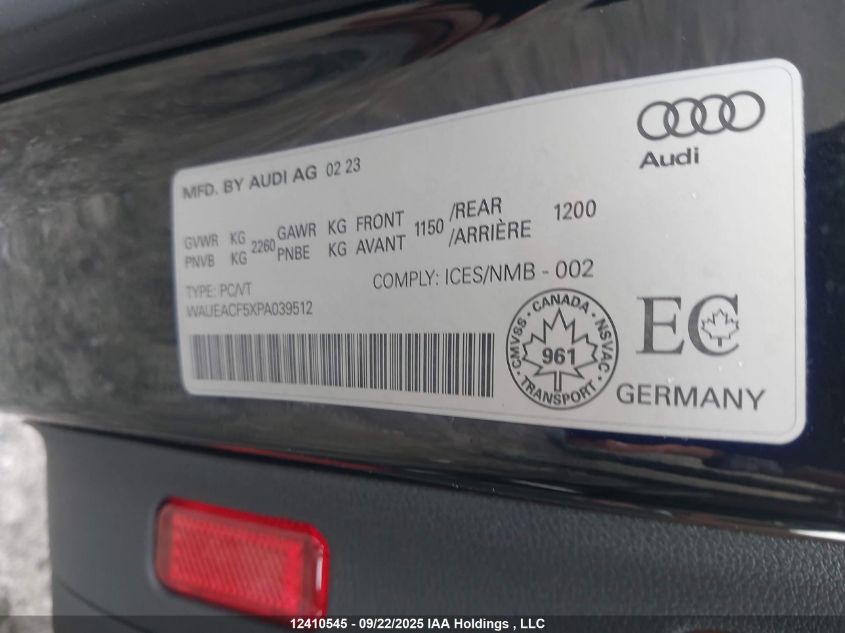 Audi
MFD. BY AUDI AG 02 23
GVWR KG 2260 GAWR KG FRONT 1150 /REAR 1200
PNVB KG PNBE KG AVANT /ARRIÈRE
COMPLY: ICES/NMB - 002
TYPE: PC/VT
WAUEACF5XPA039512
CMVSS - CANADA - NSVAC - TRANSPORT -
961
EC
GERMANY
12410545 - 09/22/2025 IAA Holdings , LLC